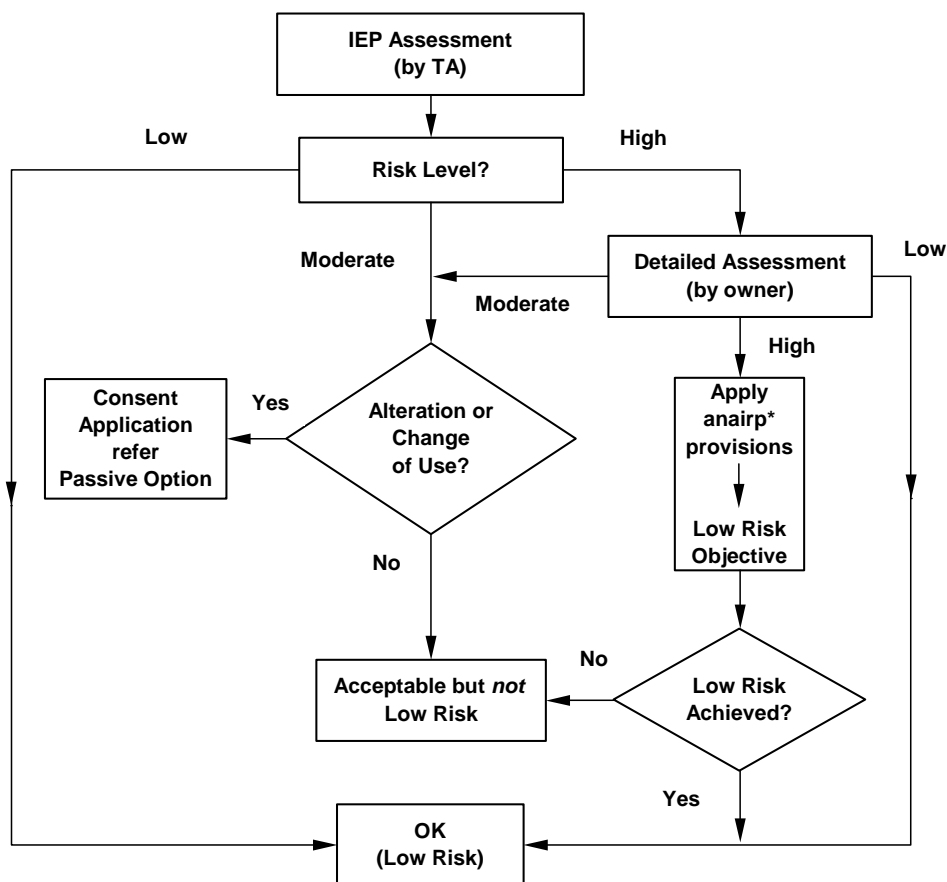 IEP Assessment
(by TA)
Low
High
Risk Level?
Low
Moderate
Detailed Assessment
(by owner)
Moderate
High
Consent
Application
refer
Passive Option
Yes
Alteration or
Change
of Use?
Apply
anairp*
provisions
Low Risk
Objective
No
Acceptable but not
Low Risk
No
Low Risk
Achieved?
Yes
OK
(Low Risk)